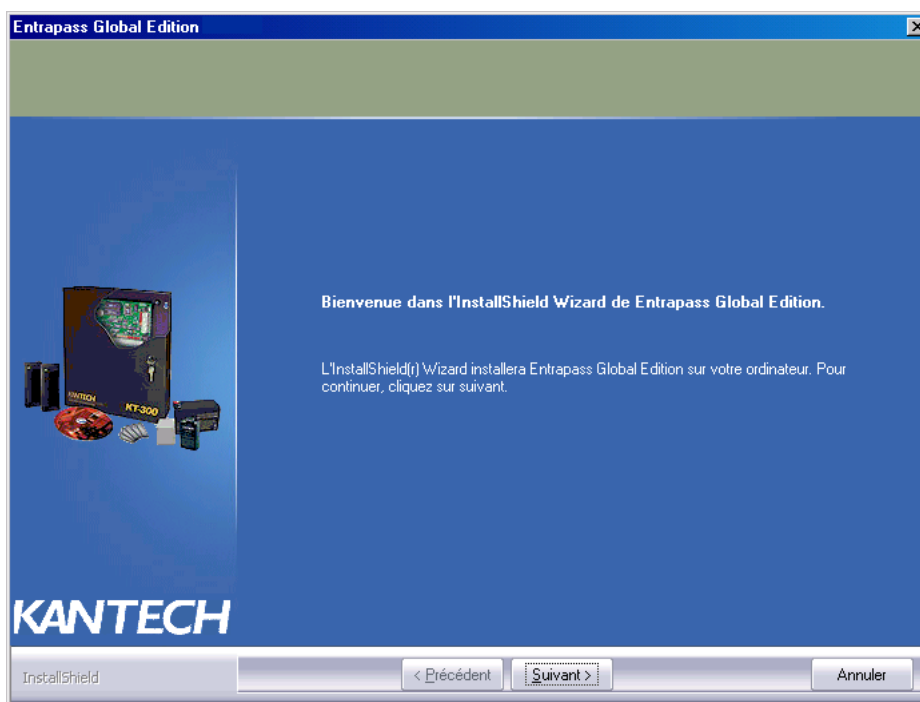 Entrapass Global Edition
Bienvenue dans l'InstallShield Wizard de Entrapass Global Edition.
L'InstallShield(r) Wizard installera Entrapass Global Edition sur votre ordinateur. Pour
continuer, cliquez sur suivant.
KANTECH
KT-300
KANTECH
InstallShield
< Précédent
Suivant >
Annuler